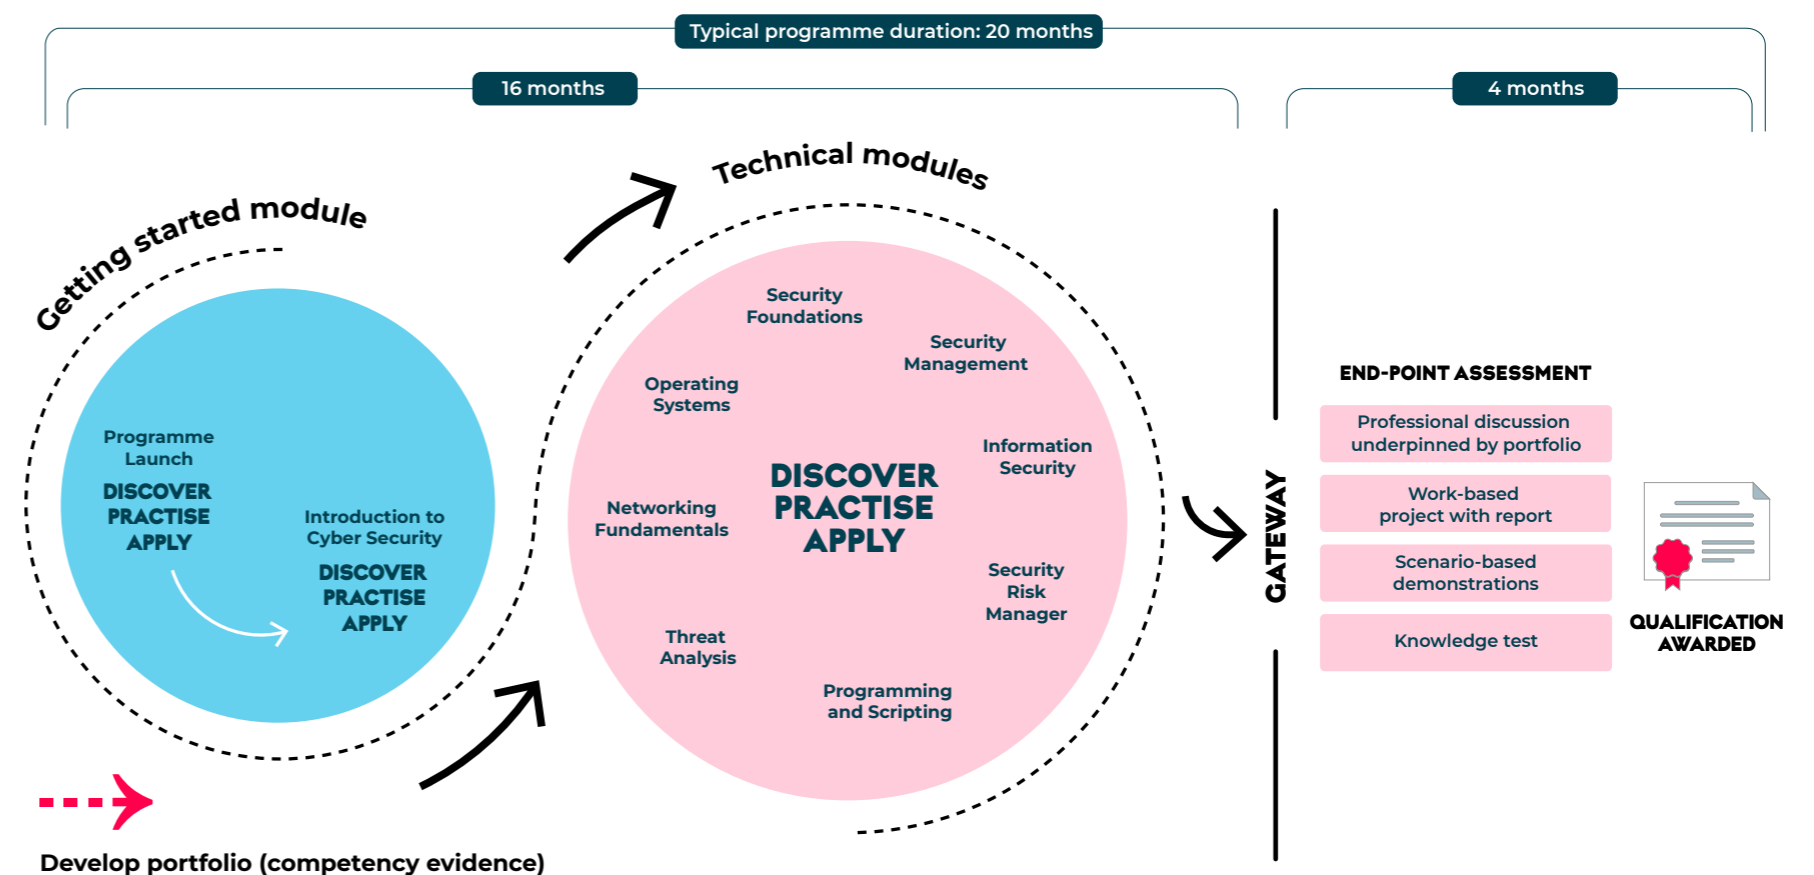 Typical programme duration: 20 months
16 months
4 months
Getting started module
Technical modules
Programme
Launch
DISCOVER
PRACTISE
APPLY
Introduction to
Cyber Security
DISCOVER
PRACTISE
APPLY
Security
Foundations
Security
Management
Operating
Systems
Information
Security
DISCOVER
PRACTISE
APPLY
Networking
Fundamentals
Security
Risk
Manager
Threat
Analysis
Programming
and Scripting
GATEWAY
END-POINT ASSESSMENT
Professional discussion
underpinned by portfolio
Work-based
project with report
Scenario-based
demonstrations
Knowledge test
QUALIFICATION
AWARDED
Develop portfolio (competency evidence)